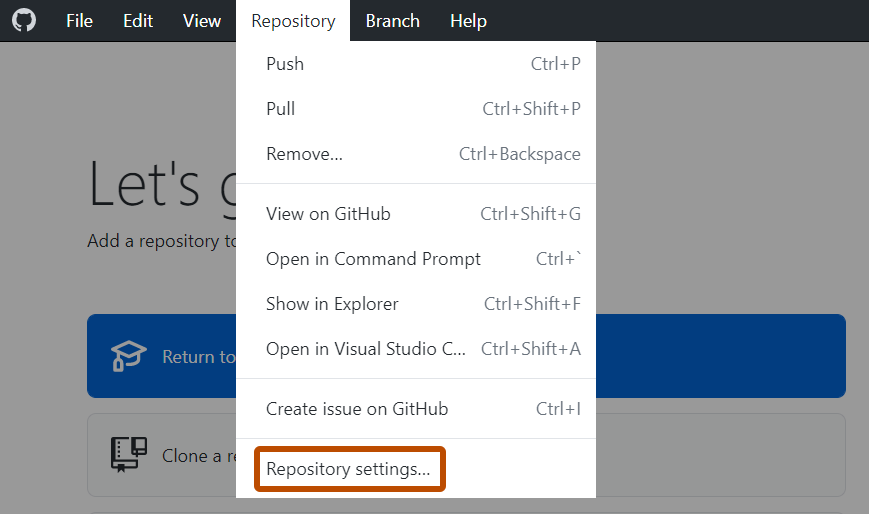 File Edit View Repository Branch Help
Push Ctrl+P
Pull Ctrl+Shift+P
Remove... Ctrl+Backspace
Let's g
View on GitHub Ctrl+Shift+G
Add a repository to
Open in Command Prompt Ctrl+`
Show in Explorer Ctrl+Shift+F
Open in Visual Studio C... Ctrl+Shift+A
Return to
Create issue on GitHub Ctrl+I
Clone a re
Repository settings...